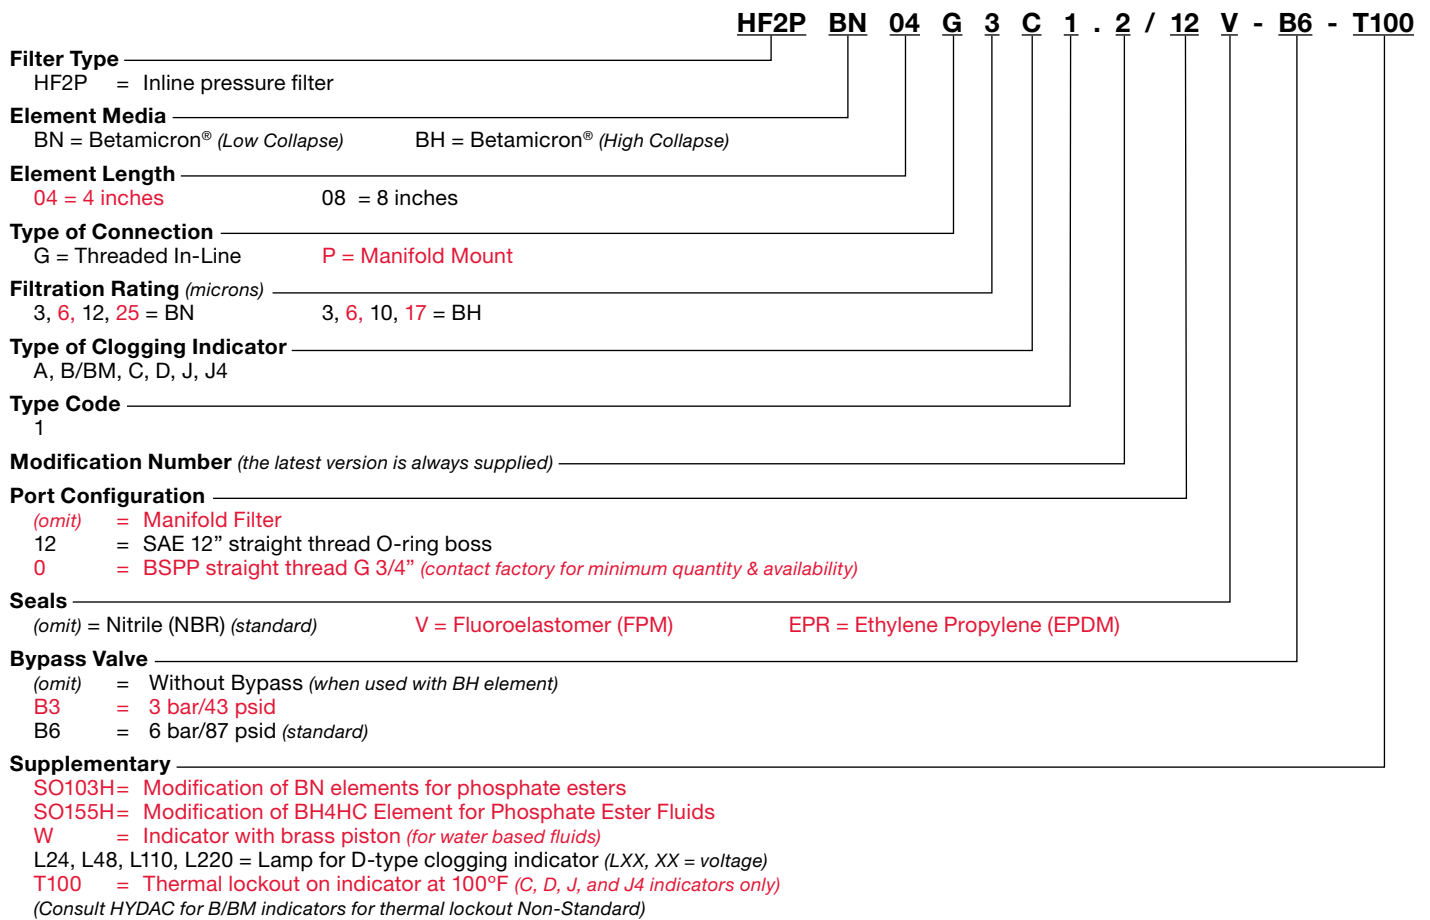 HF2P BN 04 G 3 C 1 . 2 / 12 V - B6 - T100
Filter Type
HF2P = Inline pressure filter
Element Media
BN = Betamicron® (Low Collapse) BH = Betamicron® (High Collapse)
Element Length
04 = 4 inches 08 = 8 inches
Type of Connection
G = Threaded In-Line P = Manifold Mount
Filtration Rating (microns)
3, 6, 12, 25 = BN 3, 6, 10, 17 = BH
Type of Clogging Indicator
A, B/BM, C, D, J, J4
Type Code
1
Modification Number (the latest version is always supplied)
Port Configuration
(omit) = Manifold Filter
12 = SAE 12” straight thread O-ring boss
0 = BSPP straight thread G 3/4” (contact factory for minimum quantity & availability)
Seals
(omit) = Nitrile (NBR) (standard) V = Fluoroelastomer (FPM) EPR = Ethylene Propylene (EPDM)
Bypass Valve
(omit) = Without Bypass (when used with BH element)
B3 = 3 bar/43 psid
B6 = 6 bar/87 psid (standard)
Supplementary
SO103H= Modification of BN elements for phosphate esters
SO155H= Modification of BH4HC Element for Phosphate Ester Fluids
W = Indicator with brass piston (for water based fluids)
L24, L48, L110, L220 = Lamp for D-type clogging indicator (LXX, XX = voltage)
T100 = Thermal lockout on indicator at 100ºF (C, D, J, and J4 indicators only)
(Consult HYDAC for B/BM indicators for thermal lockout Non-Standard)